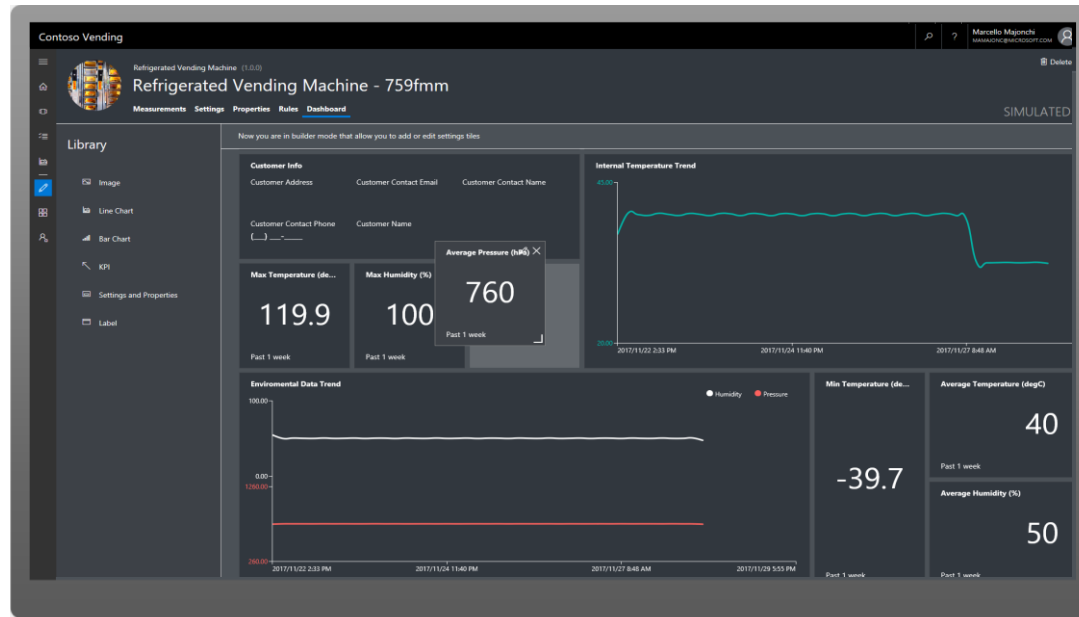 Contoso Vending
?
Marcello Majonchi
MAMAJONC@MICROSOFT.COM
Refrigerated Vending Machine (1.0.0)
Delete
Refrigerated Vending Machine - 759fmm
Measurements Settings Properties Rules Dashboard
SIMULATED
Library
Image
Line Chart
Bar Chart
KPI
Settings and Properties
Label
Now you are in builder mode that allow you to add or edit settings tiles
Customer Info
Customer Address Customer Contact Email Customer Contact Name
Customer Contact Phone Customer Name
(__) __-____
Internal Temperature Trend
45.00
20.00
2017/11/22 2:33 PM 2017/11/24 11:40 PM 2017/11/27 8:48 AM
Max Temperature (de...
119.9
Past 1 week
Max Humidity (%)
100
Past 1 week
Average Pressure (hPa)
760
Past 1 week
Enviromental Data Trend
Humidity Pressure
100.00
0.00
1260.00
260.00
2017/11/22 2:33 PM 2017/11/24 11:40 PM 2017/11/27 8:48 AM 2017/11/29 5:55 PM
Min Temperature (de...
-39.7
Past 1 week
Average Temperature (degC)
40
Past 1 week
Average Humidity (%)
50
Past 1 week